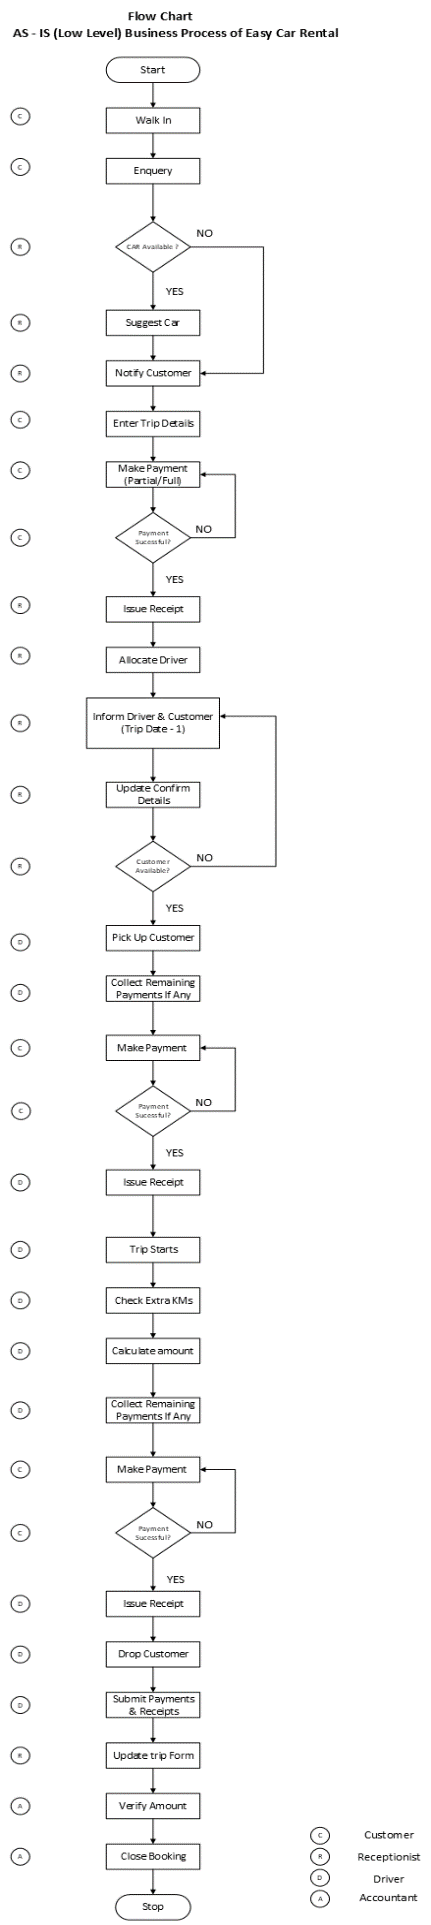 Flow Chart
AS - IS (Low Level) Business Process of Easy Car Rental
Start
C
Walk In
C
Enquery
NO
R
CAR Available ?
YES
R
Suggest Car
R
Notify Customer
C
Enter Trip Details
C
Make Payment
(Partial/Full)
NO
C
Payment
Sucessful?
YES
R
Issue Receipt
R
Allocate Driver
R
Inform Driver & Customer
(Trip Date - 1)
R
Update Confirm
Details
NO
R
Customer
Available?
YES
D
Pick Up Customer
D
Collect Remaining
Payments If Any
C
Make Payment
NO
C
Payment
Sucessful?
YES
D
Issue Receipt
D
Trip Starts
D
Check Extra KMs
D
Calculate amount
D
Collect Remaining
Payments If Any
C
Make Payment
NO
C
Payment
Sucessful?
YES
D
Issue Receipt
D
Drop Customer
D
Submit Payments
& Receipts
R
Update trip Form
A
Verify Amount
A
Close Booking
Stop
C Customer
R Receptionist
D Driver
A Accountant